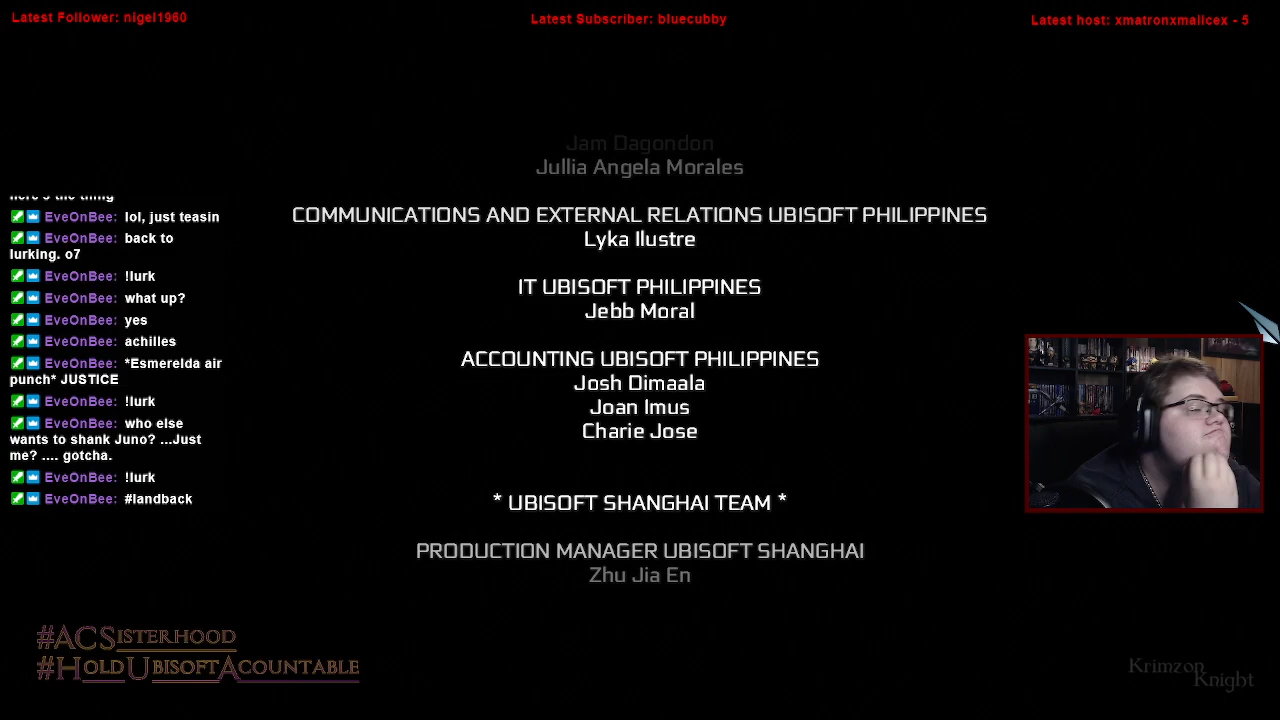 Latest Follower: nigel1960
Latest Subscriber: bluecubby
Latest host: xmatronxmalicex - 5
Jam Dagondon
Jullia Angela Morales
COMMUNICATIONS AND EXTERNAL RELATIONS UBISOFT PHILIPPINES
Lyka Ilustre
IT UBISOFT PHILIPPINES
Jebb Moral
ACCOUNTING UBISOFT PHILIPPINES
Josh Dimaala
Joan Imus
Charie Jose
* UBISOFT SHANGHAI TEAM *
PRODUCTION MANAGER UBISOFT SHANGHAI
Zhu Jia En
here's the thing
EveOnBee: lol, just teasin
EveOnBee: back to
lurking. o7
EveOnBee: !lurk
EveOnBee: what up?
EveOnBee: yes
EveOnBee: achilles
EveOnBee: *Esmerelda air
punch* JUSTICE
EveOnBee: !lurk
EveOnBee: who else
wants to shank Juno? ...Just
me? .... gotcha.
EveOnBee: !lurk
EveOnBee: #landback
#ACSisterhood
#HoldUbisoftAcountable
Krimzon
Knight